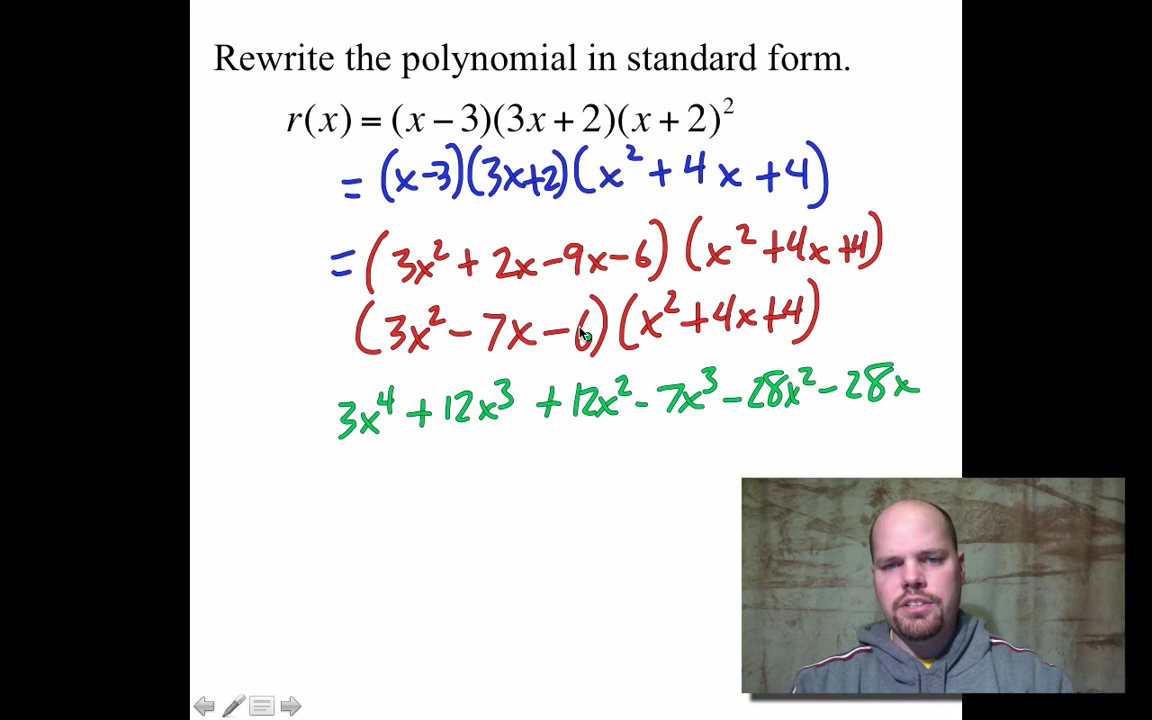 Rewrite the polynomial in standard form.
r(x) = (x − 3)(3x + 2)(x + 2)²
= (x-3)(3x+2)(x² + 4x + 4)
= (3x² + 2x - 9x - 6)(x² + 4x + 4)
(3x² - 7x - 6)(x² + 4x + 4)
3x⁴ + 12x³ + 12x² - 7x³ - 28x² - 28x